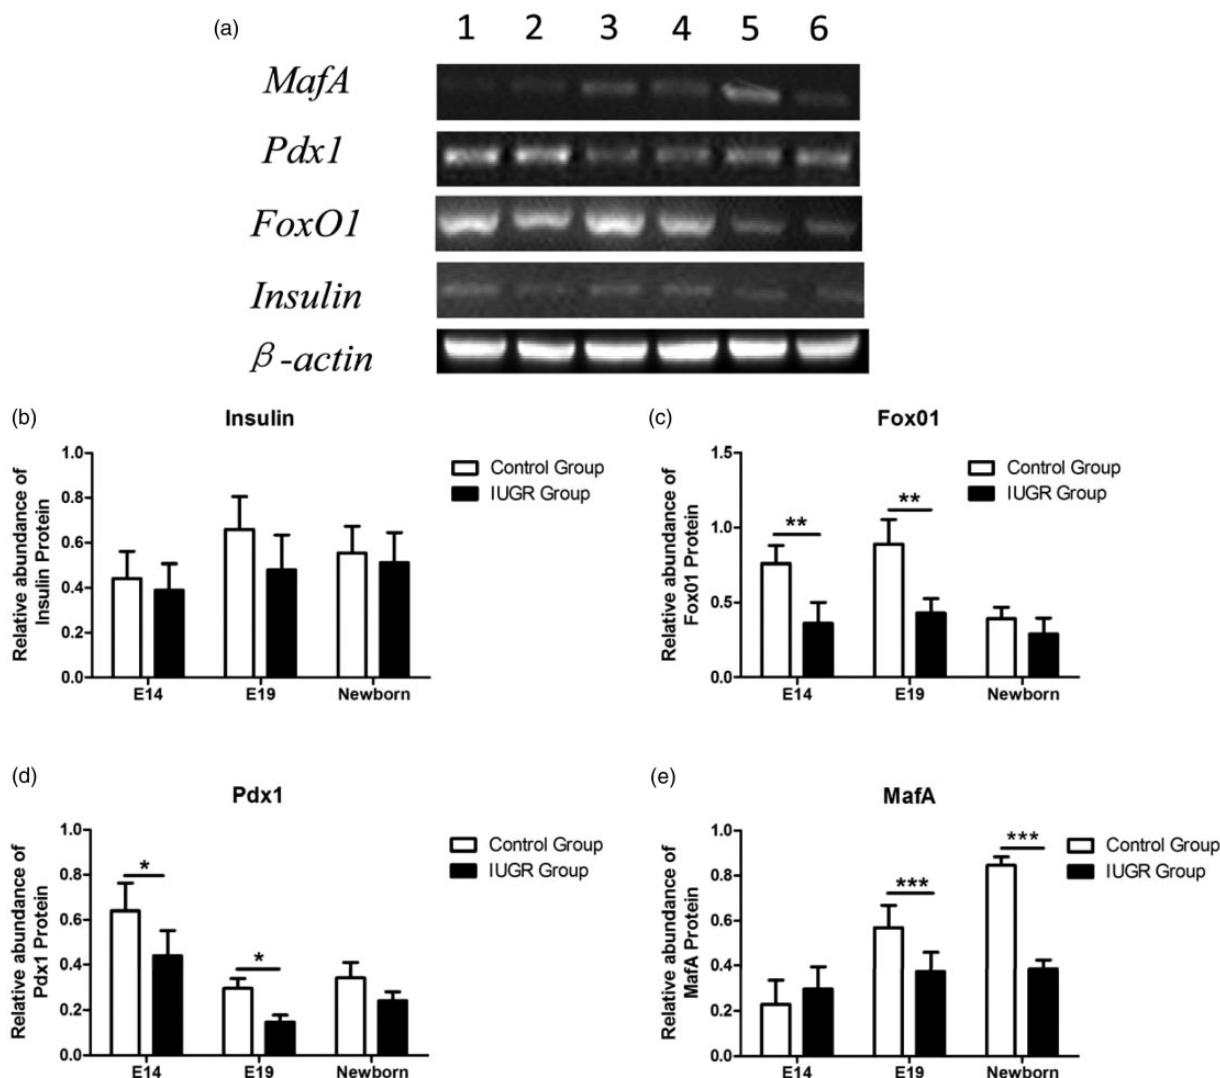 (a)
1 2 3 4 5 6
MafA
Pdx1
FoxO1
Insulin
β-actin
(b)
Insulin
Relative abundance of
Insulin Protein
1.0
0.8
0.6
0.4
0.2
0.0
E14 E19 Newborn
Control Group
IUGR Group
(c)
Fox01
Relative abundance of
Fox01 Protein
1.5
1.0
0.5
0.0
**
**
E14 E19 Newborn
Control Group
IUGR Group
(d)
Pdx1
Relative abundance of
Pdx1 Protein
1.0
0.8
0.6
0.4
0.2
0.0
*
*
E14 E19 Newborn
Control Group
IUGR Group
(e)
MafA
Relative abundance of
MafA Protein
1.0
0.8
0.6
0.4
0.2
0.0
***
***
E14 E19 Newborn
Control Group
IUGR Group